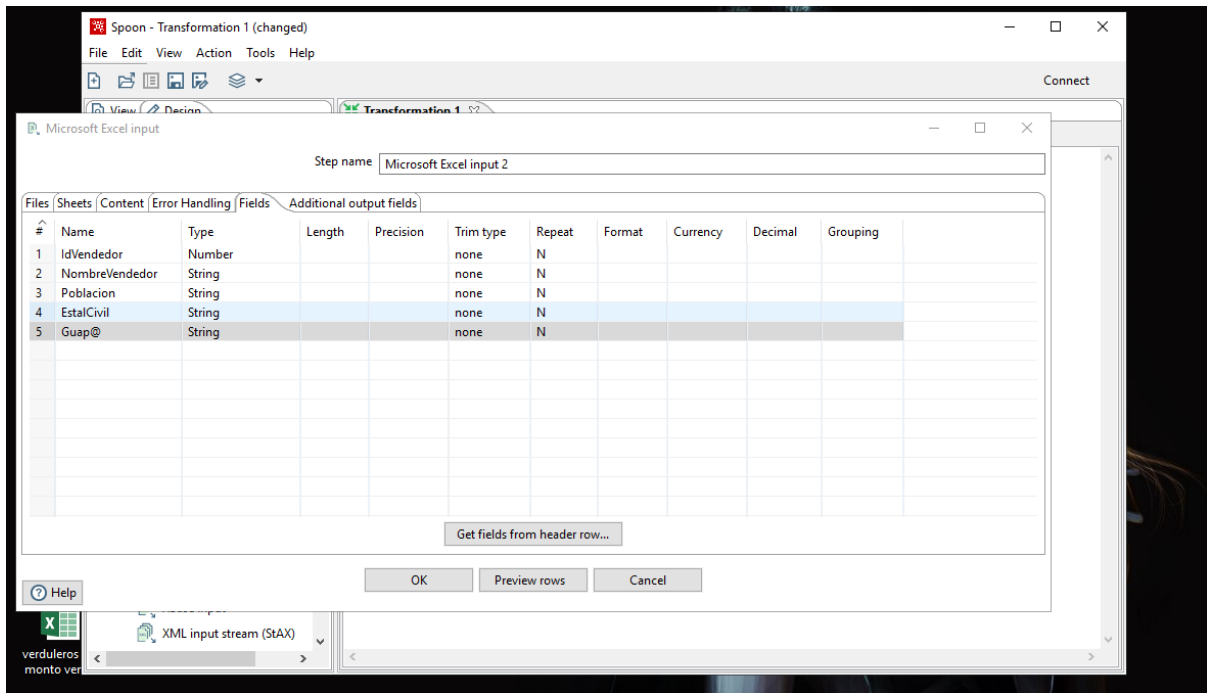 Spoon - Transformation 1 (changed)
File Edit View Action Tools Help
Connect
View Design Transformation 1
Microsoft Excel input
Step name Microsoft Excel input 2
Files Sheets Content Error Handling Fields Additional output fields
# Name Type Length Precision Trim type Repeat Format Currency Decimal Grouping
1 IdVendedor Number none N
2 NombreVendedor String none N
3 Poblacion String none N
4 EstalCivil String none N
5 Guap@ String none N
Get fields from header row...
OK Preview rows Cancel
Help
XML input stream (StAX)
verduleros
monto ver